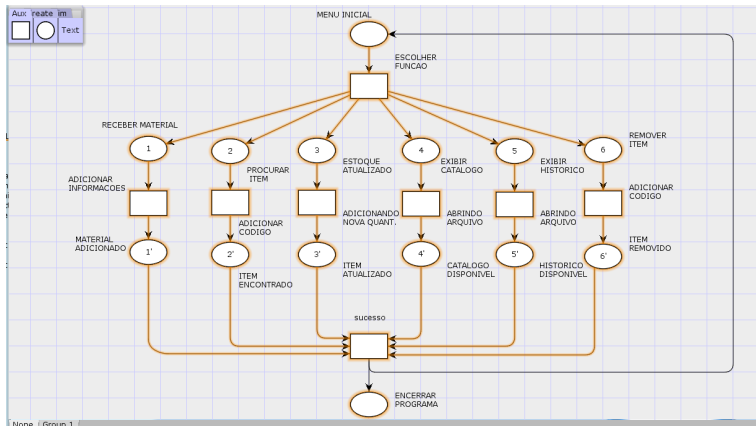 Aux
reate
im
Text
MENU INICIAL
ESCOLHER
FUNCAO
RECEBER MATERIAL
1
2
3
4
5
6
REMOVER
ITEM
PROCURAR
ITEM
ESTOQUE
ATUALIZADO
EXIBIR
CATALOGO
EXIBIR
HISTORICO
ADICIONAR
INFORMACOES
ADICIONAR
CODIGO
ADICIONANDO
NOVA QUANT.
ABRINDO
ARQUIVO
ABRINDO
ARQUIVO
ADICIONAR
CODIGO
MATERIAL
ADICIONADO
1'
2'
3'
4'
5'
6'
ITEM
ENCONTRADO
ITEM
ATUALIZADO
CATALOGO
DISPONIVEL
HISTORICO
DISPONIVEL
ITEM
REMOVIDO
sucesso
ENCERRAR
PROGRAMA
None
Group 1